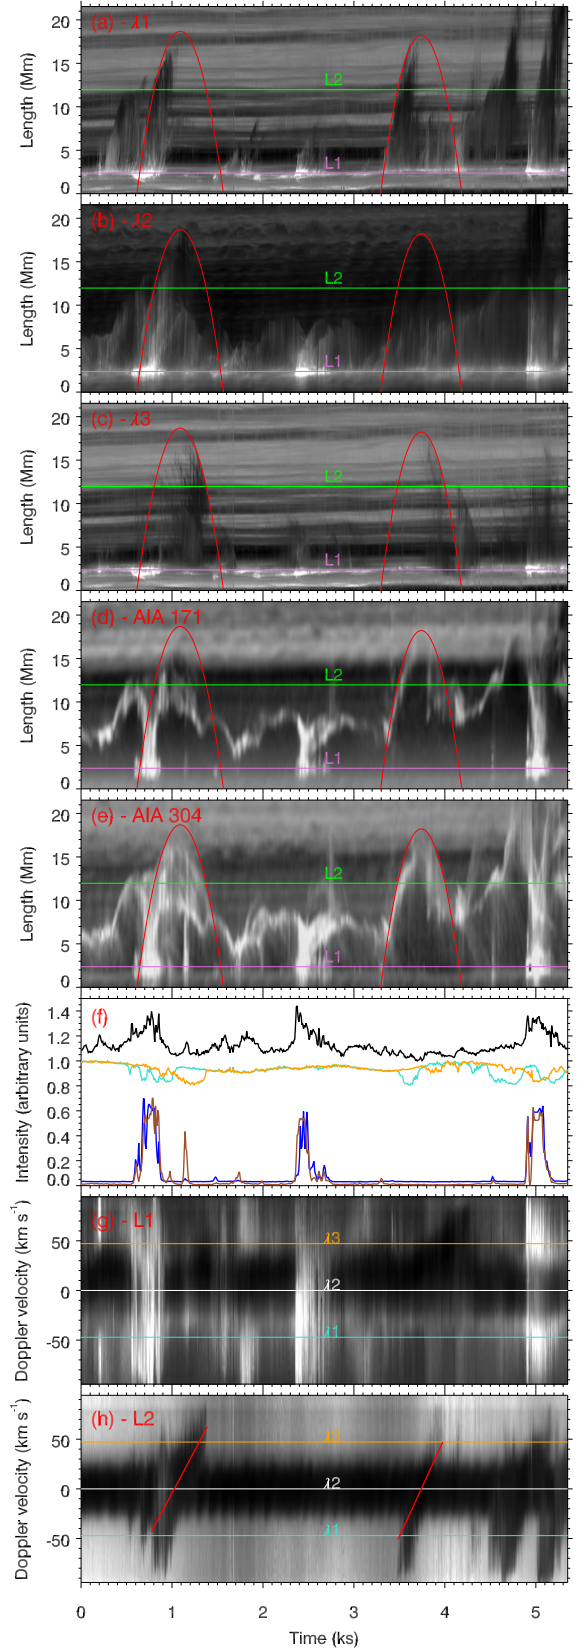 (a) - λ1
L2
L1
Length (Mm)
20
15
10
5
0
(b) - λ2
L2
L1
Length (Mm)
20
15
10
5
0
(c) - λ3
L2
L1
Length (Mm)
20
15
10
5
0
(d) - AIA 171
L2
L1
Length (Mm)
20
15
10
5
0
(e) - AIA 304
L2
L1
Length (Mm)
20
15
10
5
0
(f)
Intensity (arbitrary units)
1.4
1.2
1.0
0.8
0.6
0.4
0.2
0.0
(g) - L1
λ3
λ2
λ1
Doppler velocity (km s⁻¹)
50
0
-50
(h) - L2
λ3
λ2
λ1
Doppler velocity (km s⁻¹)
50
0
-50
0 1 2 3 4 5
Time (ks)